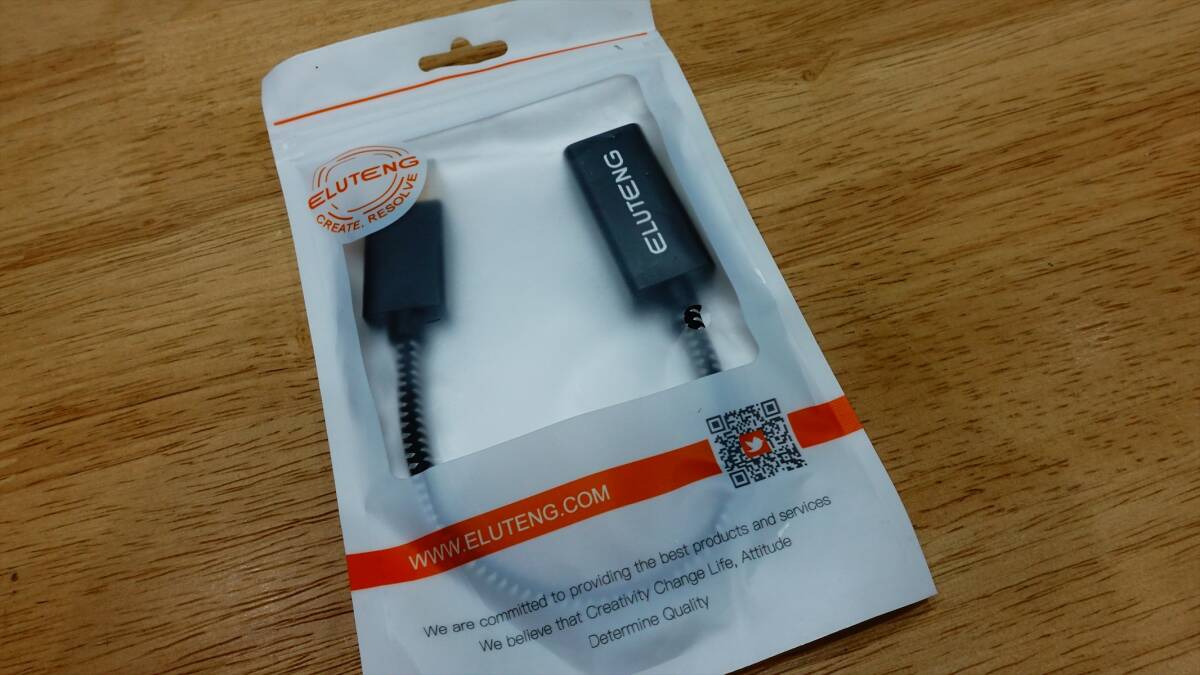 ELUTENG
CREATE, RESOLVE
ELUTENG
WWW.ELUTENG.COM
We are committed to providing the best products and services
We believe that Creativity Change Life, Attitude
Determine Quality